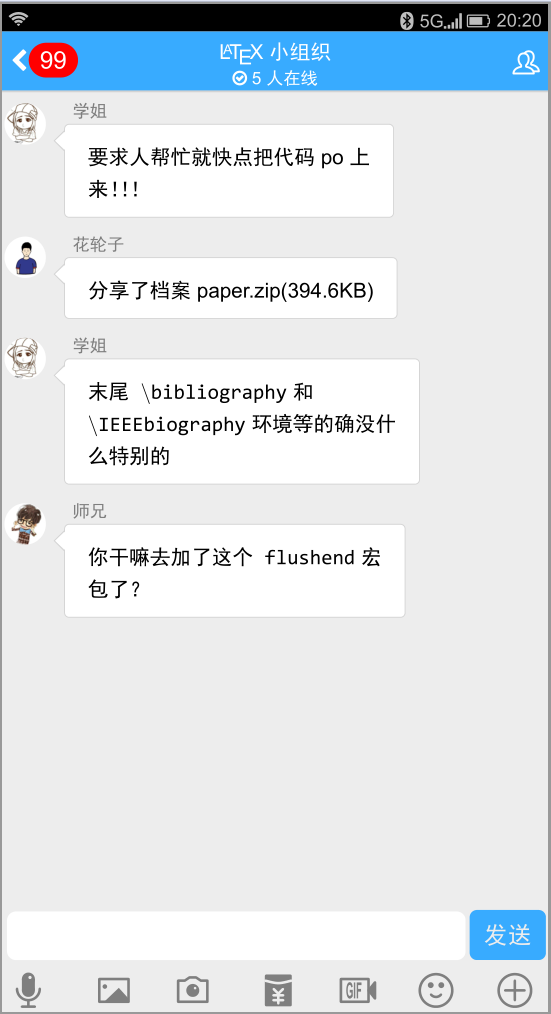 5G 20:20
99
LATEX 小组织
5 人在线
学姐
要求人帮忙就快点把代码 po 上
来!!!
花轮子
分享了档案 paper.zip(394.6KB)
学姐
末尾 \bibliography 和
\IEEEbiography 环境等的确没什
么特别的
师兄
你干嘛去加了这个 flushend 宏
包了?
发送
GIF